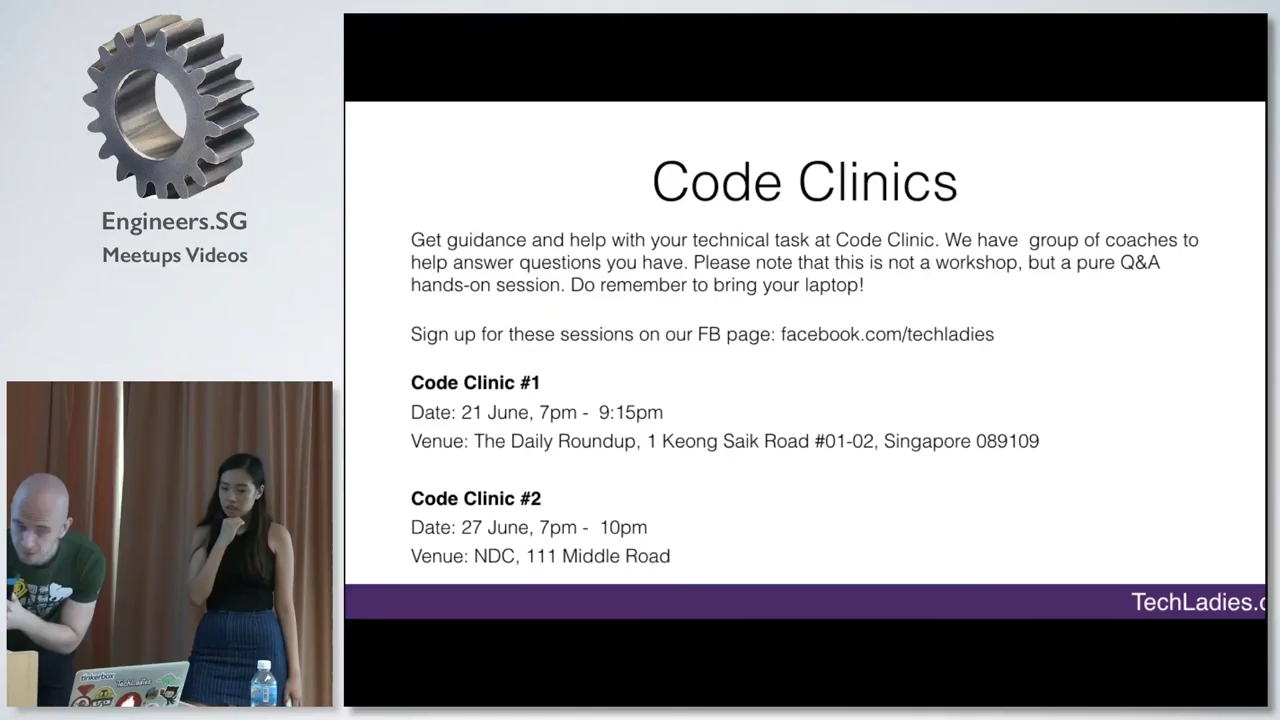 Engineers.SG
Meetups Videos
Code Clinics
Get guidance and help with your technical task at Code Clinic. We have  group of coaches to
help answer questions you have. Please note that this is not a workshop, but a pure Q&A
hands-on session. Do remember to bring your laptop!
Sign up for these sessions on our FB page: facebook.com/techladies
Code Clinic #1
Date: 21 June, 7pm -  9:15pm
Venue: The Daily Roundup, 1 Keong Saik Road #01-02, Singapore 089109
Code Clinic #2
Date: 27 June, 7pm -  10pm
Venue: NDC, 111 Middle Road
TechLadies.c
tinkerbox
TechLadies